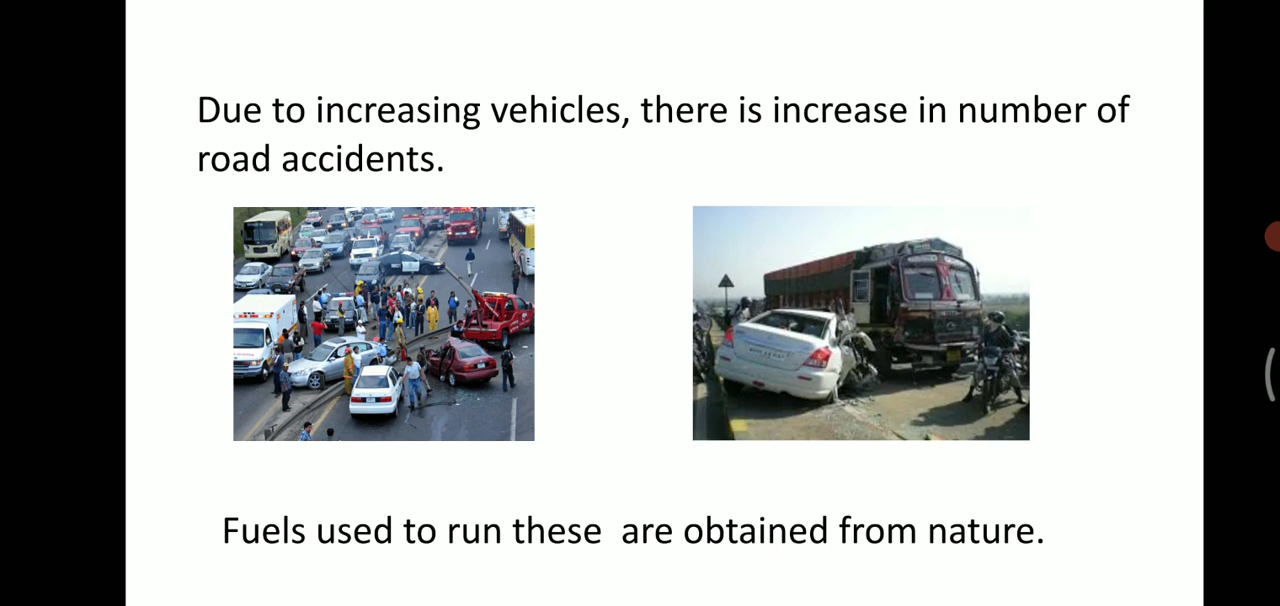 Due to increasing vehicles, there is increase in number of
road accidents.
Fuels used to run these  are obtained from nature.